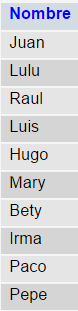 Nombre
Juan
Lulu
Raul
Luis
Hugo
Mary
Bety
Irma
Paco
Pepe